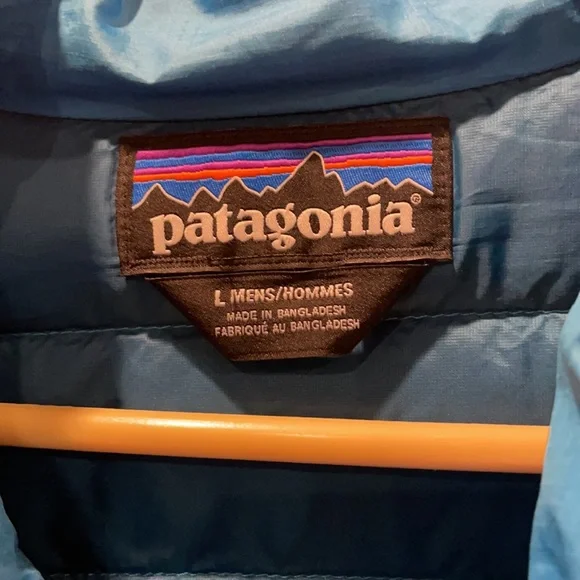 patagonia®
L MENS/HOMMES
MADE IN BANGLADESH
FABRIQUÉ AU BANGLADESH